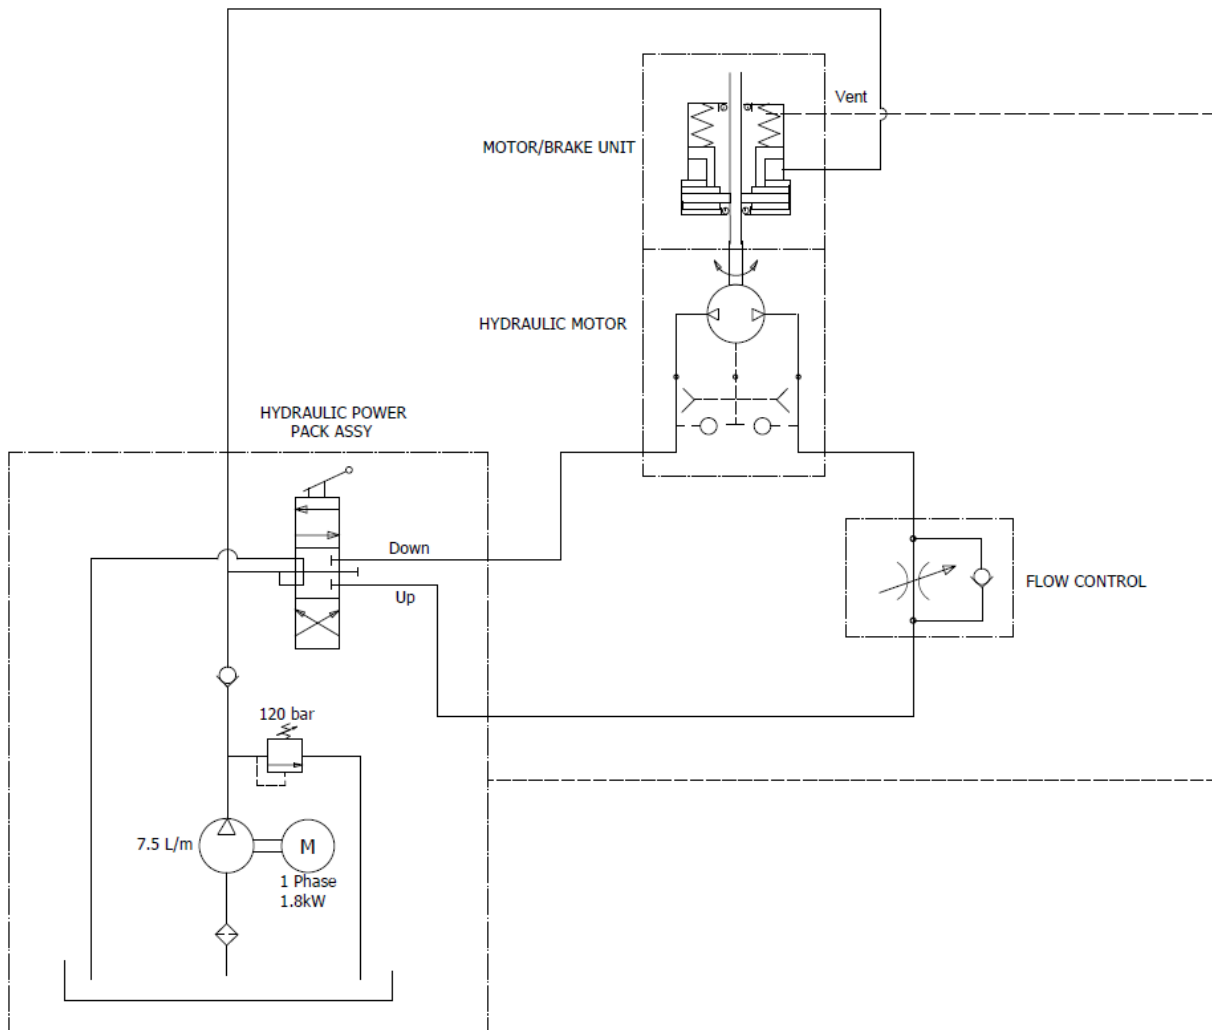 Vent
MOTOR/BRAKE UNIT
HYDRAULIC MOTOR
HYDRAULIC POWER
PACK ASSY
Down
Up
FLOW CONTROL
120 bar
7.5 L/m
M
1 Phase
1.8kW